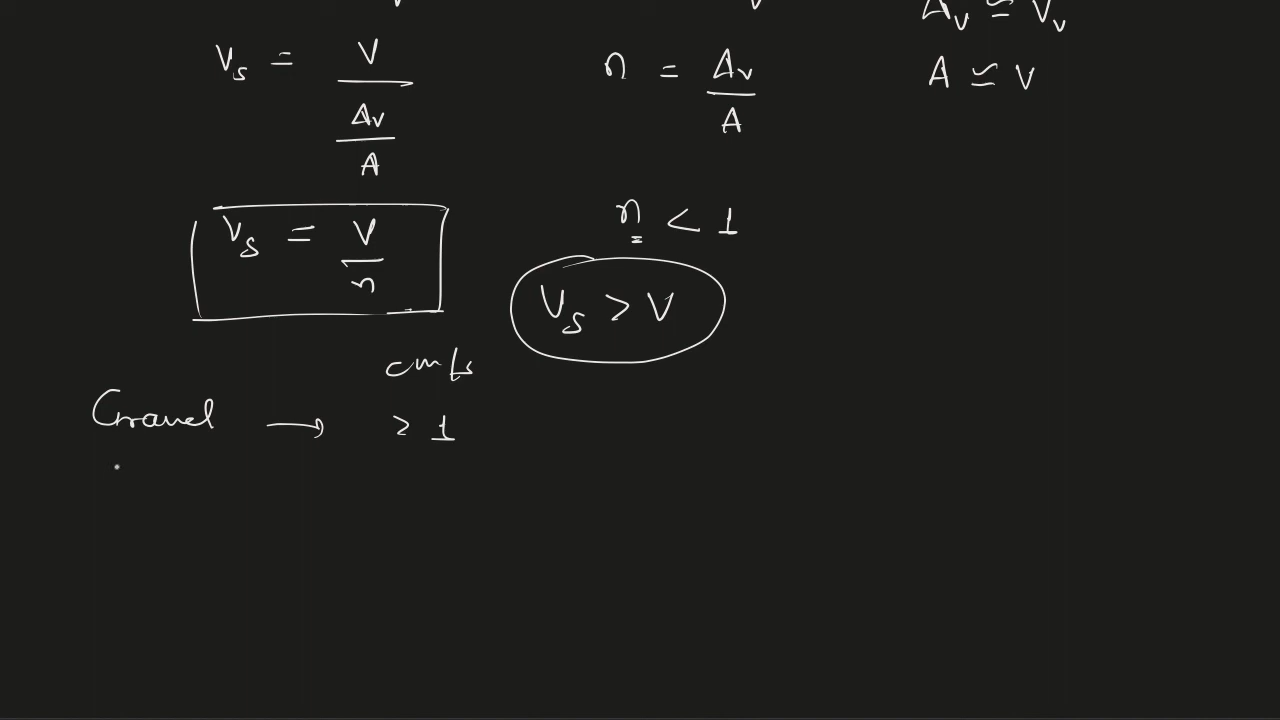 A_v ≃ V_v
V_s = V / (A_v / A)
n = A_v / A
A ≃ V
V_s = V / n
n < 1
V_s > V
cm/s
Gravel → > 1